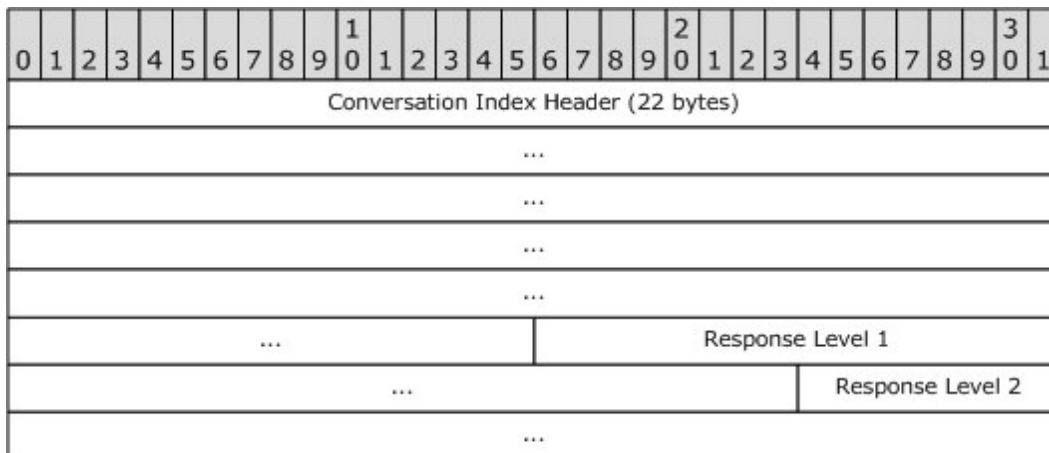 1 2 3
0 1 2 3 4 5 6 7 8 9 0 1 2 3 4 5 6 7 8 9 0 1 2 3 4 5 6 7 8 9 0 1
Conversation Index Header (22 bytes)
...
...
...
...
... Response Level 1
... Response Level 2
...